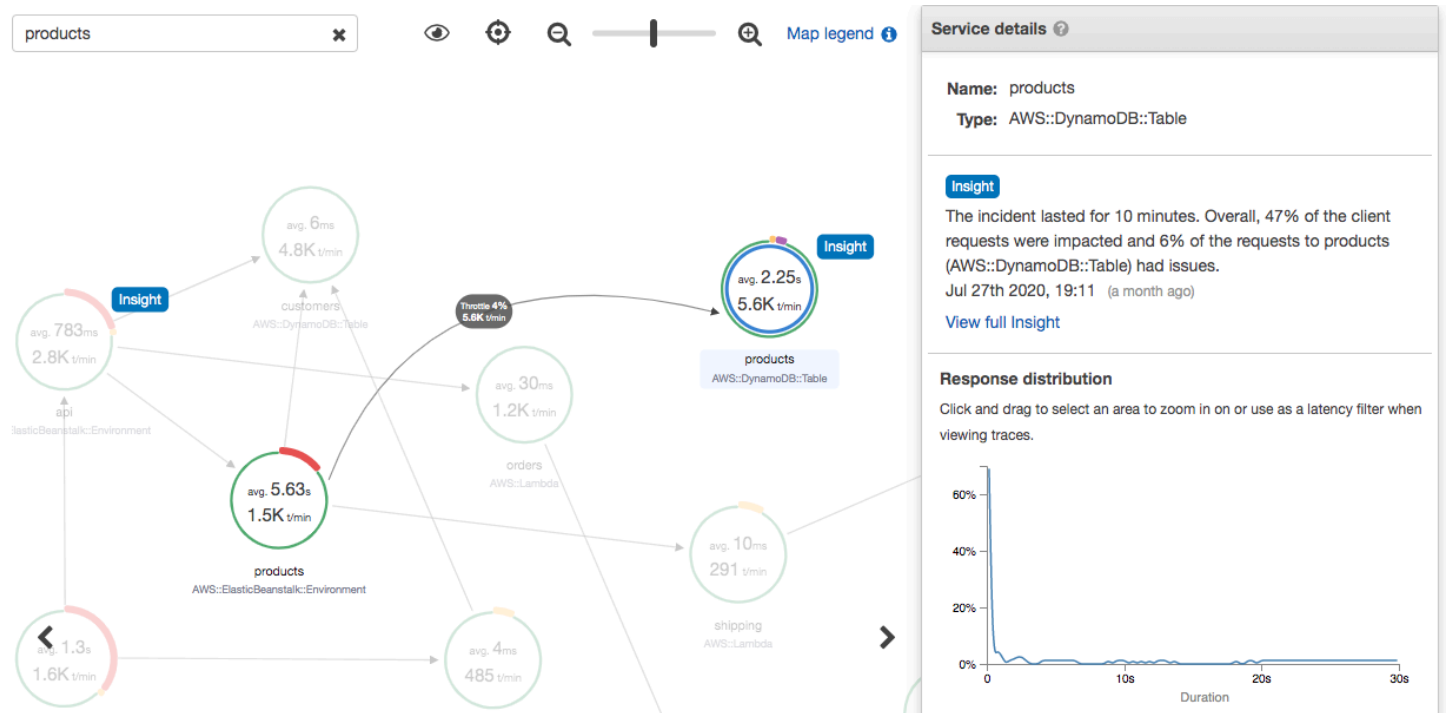 products
Map legend
Service details
Name: products
Type: AWS::DynamoDB::Table
Insight
The incident lasted for 10 minutes. Overall, 47% of the client
requests were impacted and 6% of the requests to products
(AWS::DynamoDB::Table) had issues.
Jul 27th 2020, 19:11 (a month ago)
View full Insight
Response distribution
Click and drag to select an area to zoom in on or use as a latency filter when
viewing traces.
60%
40%
20%
0%
0
10s
20s
30s
Duration
avg. 6ms
4.8K t/min
customers
AWS::DynamoDB::Table
Insight
avg. 2.25s
5.6K t/min
products
AWS::DynamoDB::Table
Insight
avg. 783ms
2.8K t/min
api
ElasticBeanstalk::Environment
Throttle 4%
5.6K t/min
avg. 30ms
1.2K t/min
orders
AWS::Lambda
avg. 5.63s
1.5K t/min
products
AWS::ElasticBeanstalk::Environment
avg. 10ms
291 t/min
shipping
AWS::Lambda
avg. 1.3s
1.6K t/min
avg. 4ms
485 t/min